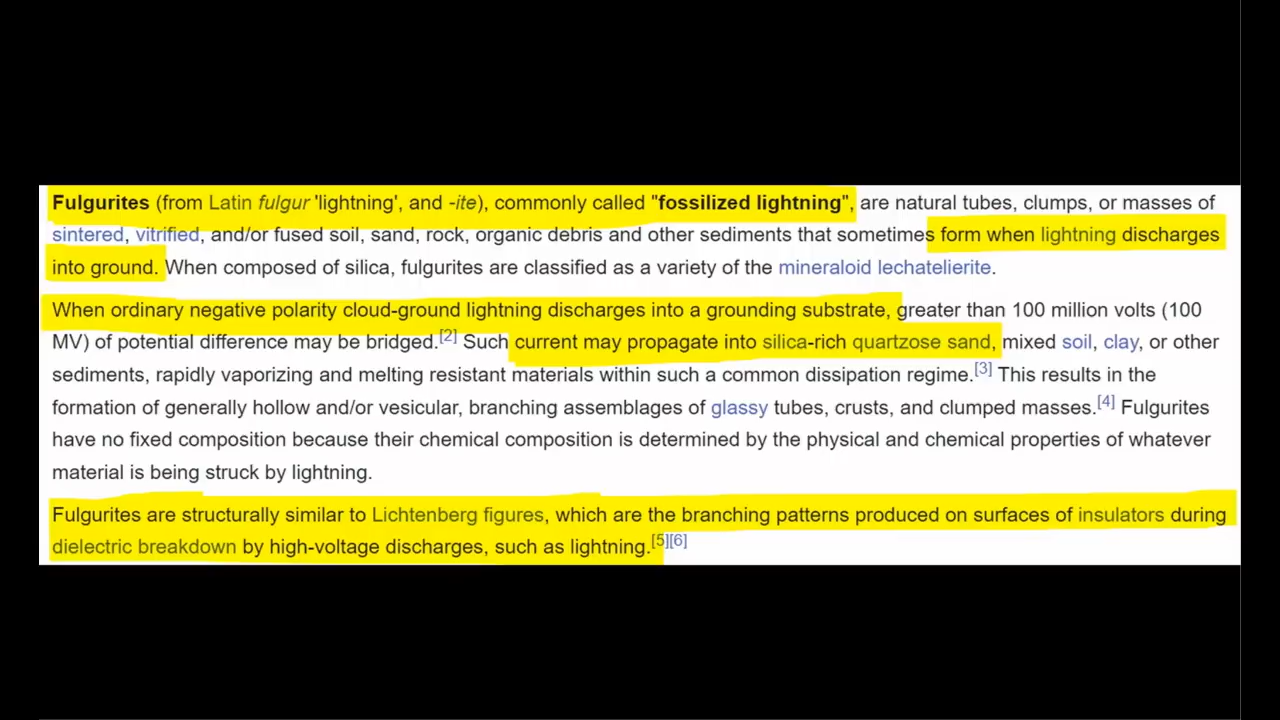 Fulgurites (from Latin fulgur 'lightning', and -ite), commonly called "fossilized lightning", are natural tubes, clumps, or masses of
sintered, vitrified, and/or fused soil, sand, rock, organic debris and other sediments that sometimes form when lightning discharges
into ground. When composed of silica, fulgurites are classified as a variety of the mineraloid lechatelierite.
When ordinary negative polarity cloud-ground lightning discharges into a grounding substrate, greater than 100 million volts (100
MV) of potential difference may be bridged.[2] Such current may propagate into silica-rich quartzose sand, mixed soil, clay, or other
sediments, rapidly vaporizing and melting resistant materials within such a common dissipation regime.[3] This results in the
formation of generally hollow and/or vesicular, branching assemblages of glassy tubes, crusts, and clumped masses.[4] Fulgurites
have no fixed composition because their chemical composition is determined by the physical and chemical properties of whatever
material is being struck by lightning.
Fulgurites are structurally similar to Lichtenberg figures, which are the branching patterns produced on surfaces of insulators during
dielectric breakdown by high-voltage discharges, such as lightning.[5][6]